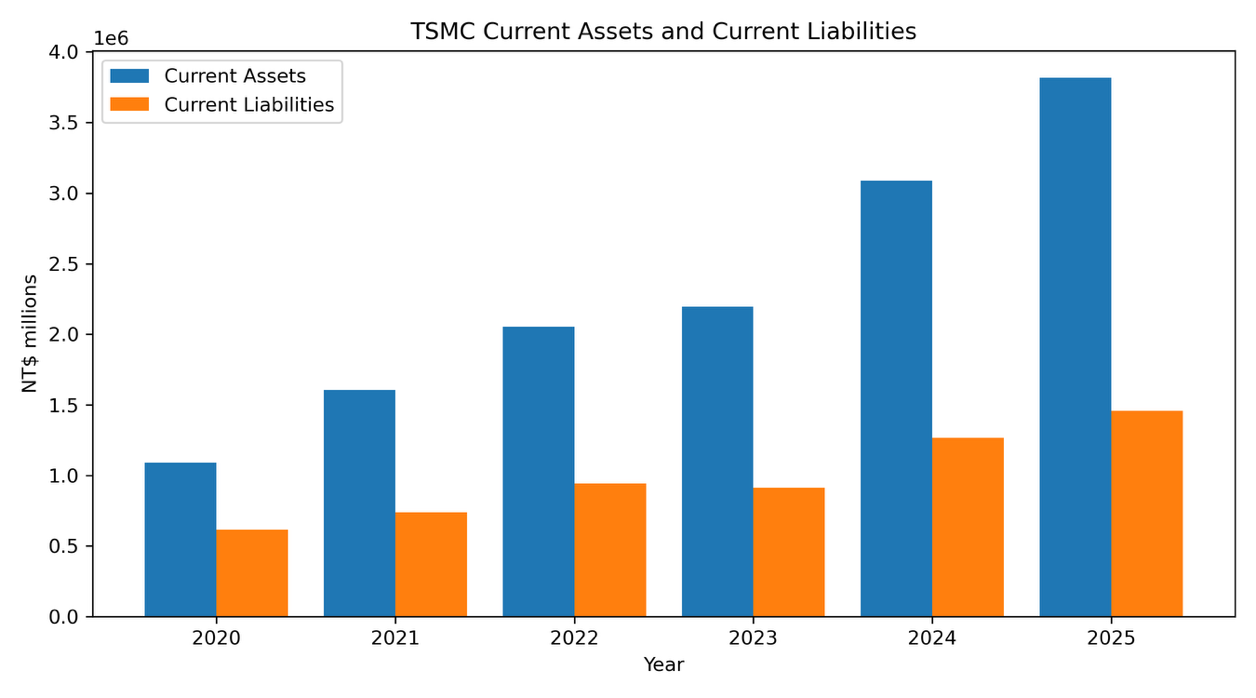 TSMC Current Assets and Current Liabilities
1e6
4.0
3.5
3.0
2.5
2.0
1.5
1.0
0.5
0.0
NT$ millions
Current Assets
Current Liabilities
2020 2021 2022 2023 2024 2025
Year